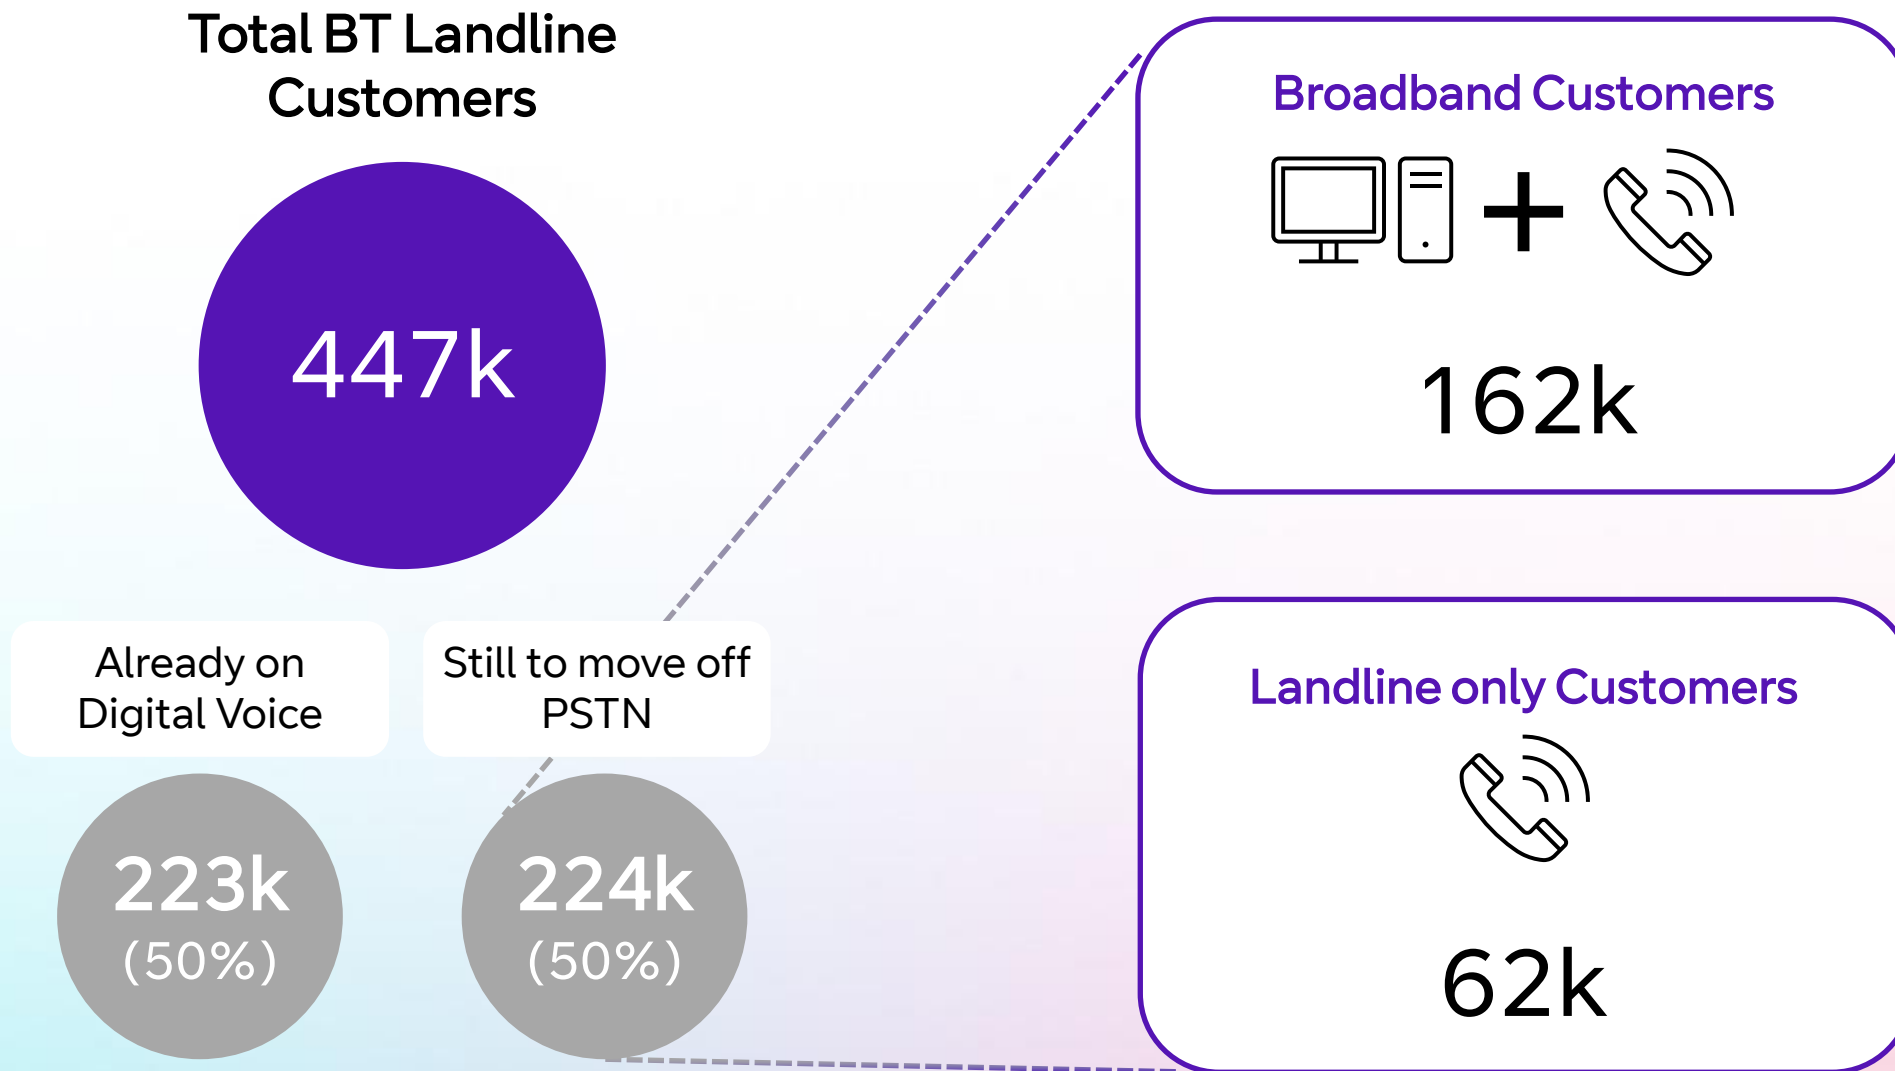 Total BT Landline
Customers
447k
Already on
Digital Voice
223k
(50%)
Still to move off
PSTN
224k
(50%)
Broadband Customers
162k
Landline only Customers
62k